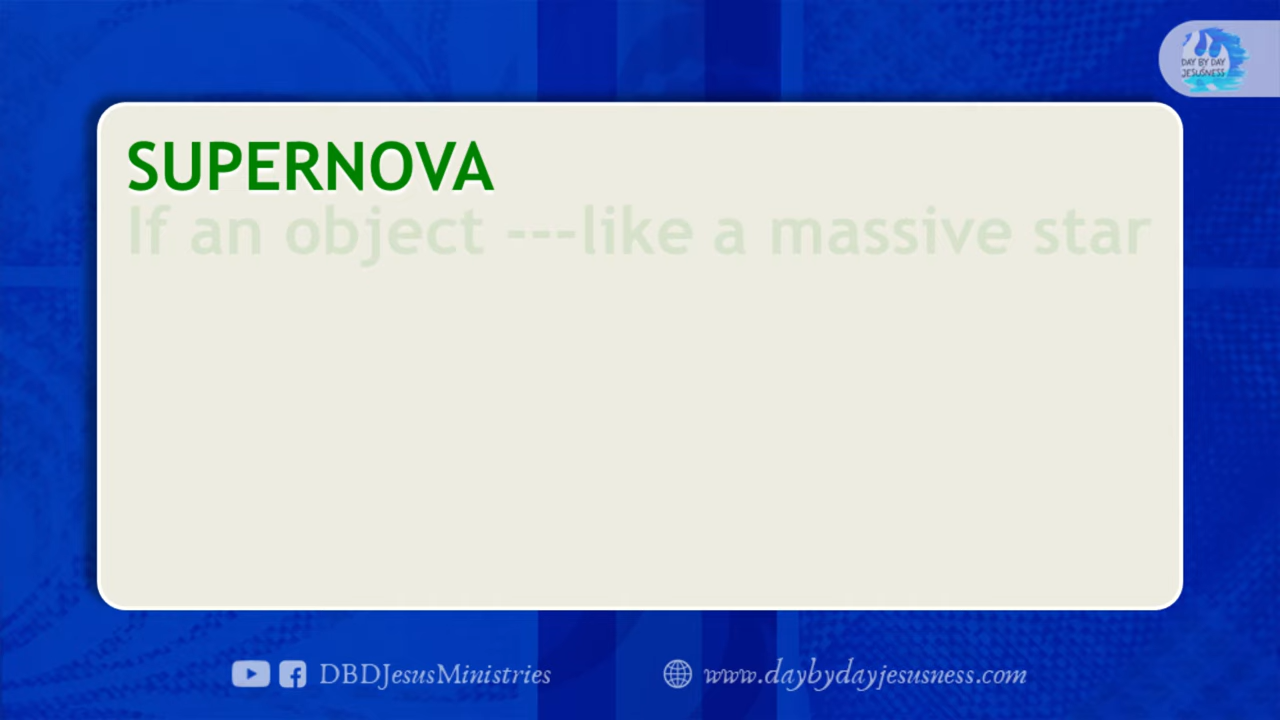 DAY BY DAY
JESUSNESS
SUPERNOVA
If an object ---like a massive star
DBDJesusMinistries
www.daybydayjesusness.com